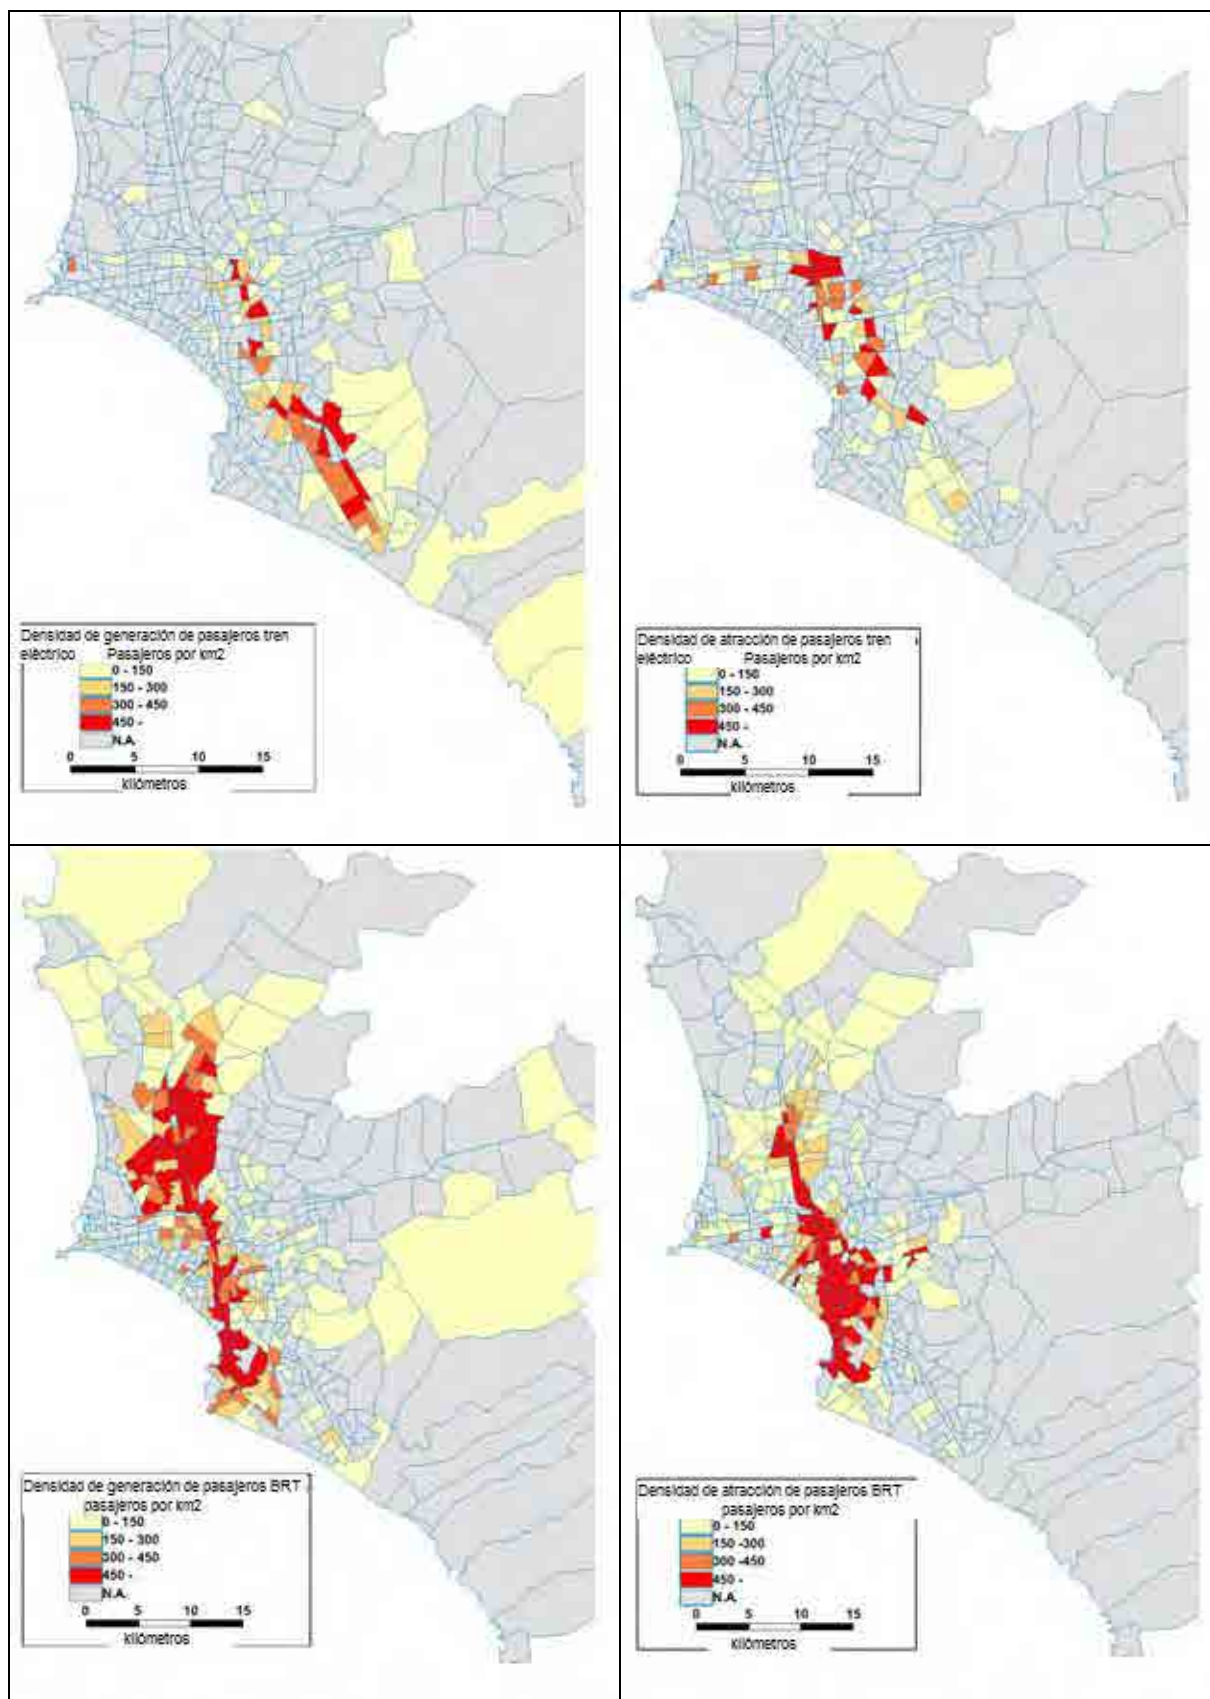 Densidad de generación de pasajeros tren
eléctrico Pasajeros por km2
0 - 150
150 - 300
300 - 450
450 -
N.A.
0 5 10 15
kilómetros
Densidad de atracción de pasajeros tren
eléctrico Pasajeros por km2
0 - 150
150 - 300
300 - 450
450 -
N.A.
0 5 10 15
kilómetros
Densidad de generación de pasajeros BRT
pasajeros por km2
0 - 150
150 - 300
300 - 450
450 -
N.A.
0 5 10 15
kilómetros
Densidad de atracción de pasajeros BRT
pasajeros por km2
0 - 150
150 -300
300 -450
450 -
N.A.
0 5 10 15
kilómetros